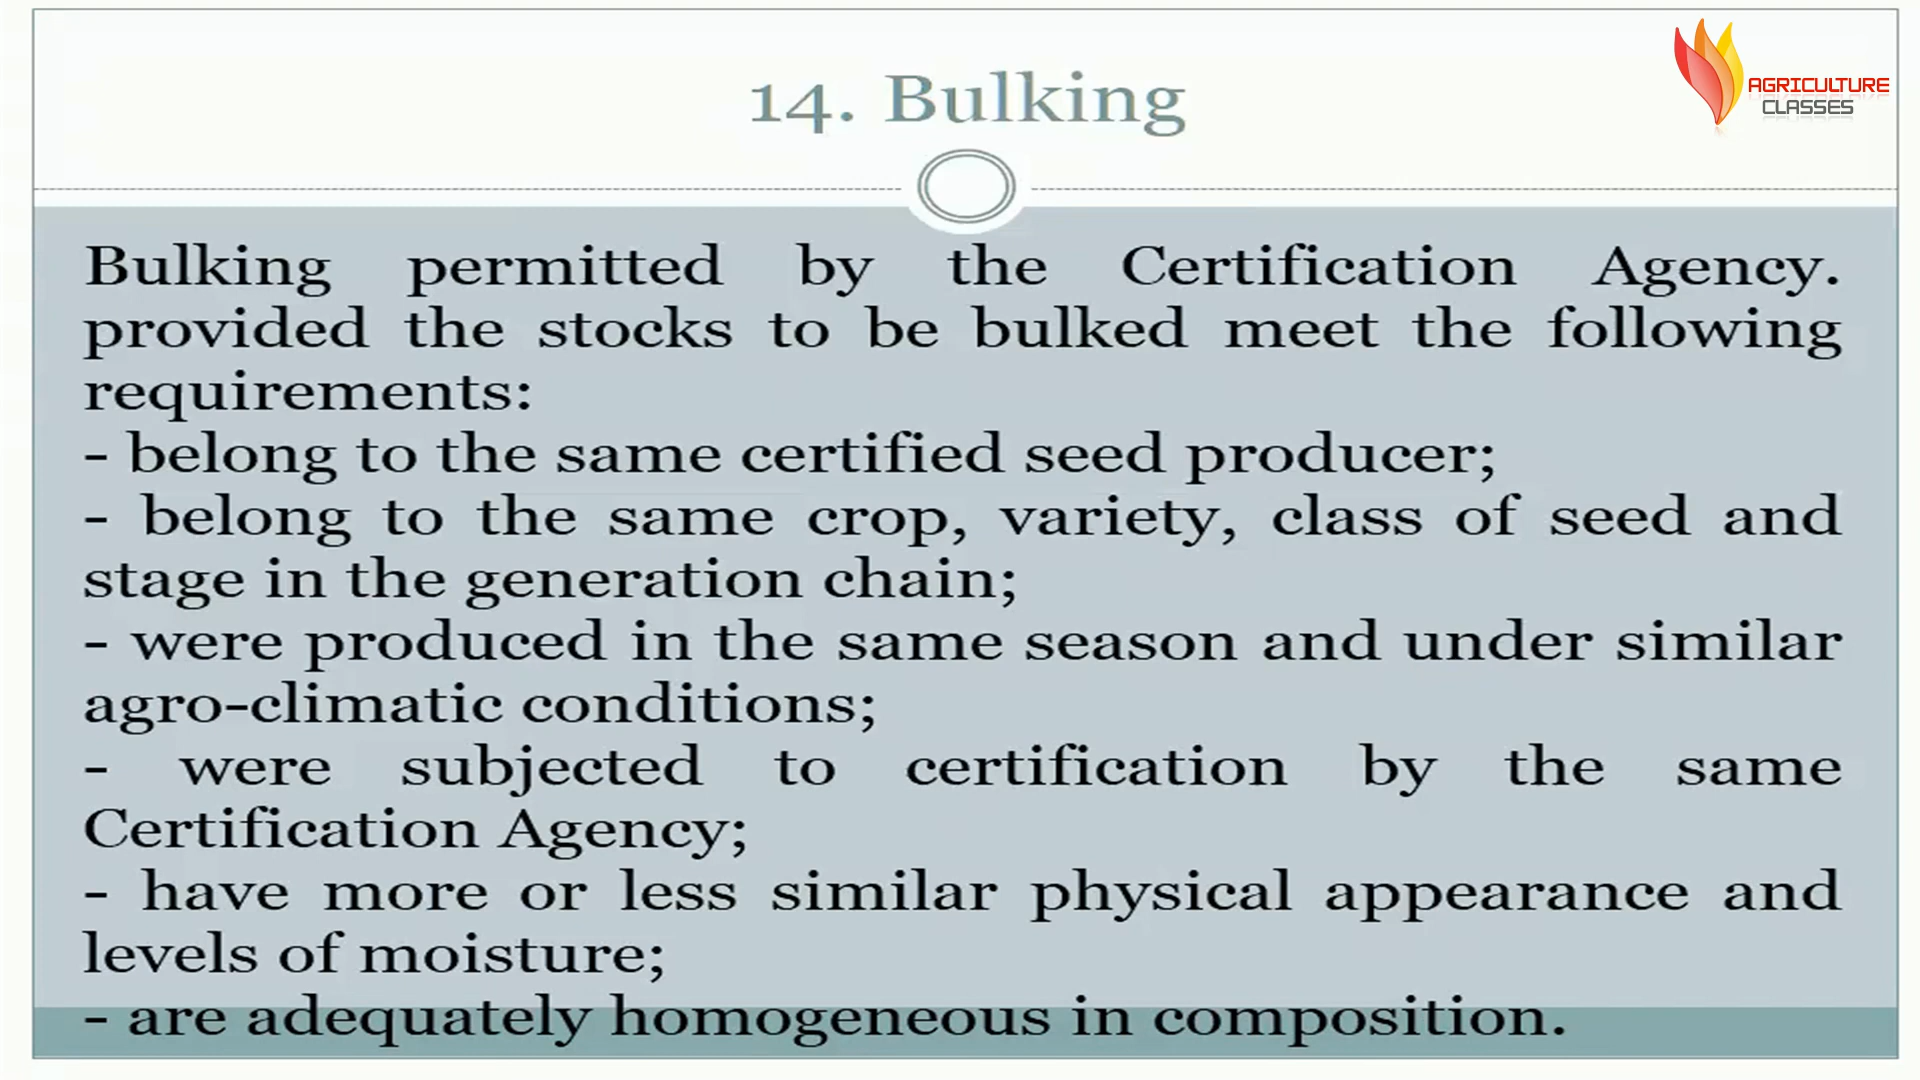 14. Bulking
AGRICULTURE
CLASSES
Bulking permitted by the Certification Agency.
provided the stocks to be bulked meet the following
requirements:
- belong to the same certified seed producer;
- belong to the same crop, variety, class of seed and
stage in the generation chain;
- were produced in the same season and under similar
agro-climatic conditions;
- were subjected to certification by the same
Certification Agency;
- have more or less similar physical appearance and
levels of moisture;
- are adequately homogeneous in composition.